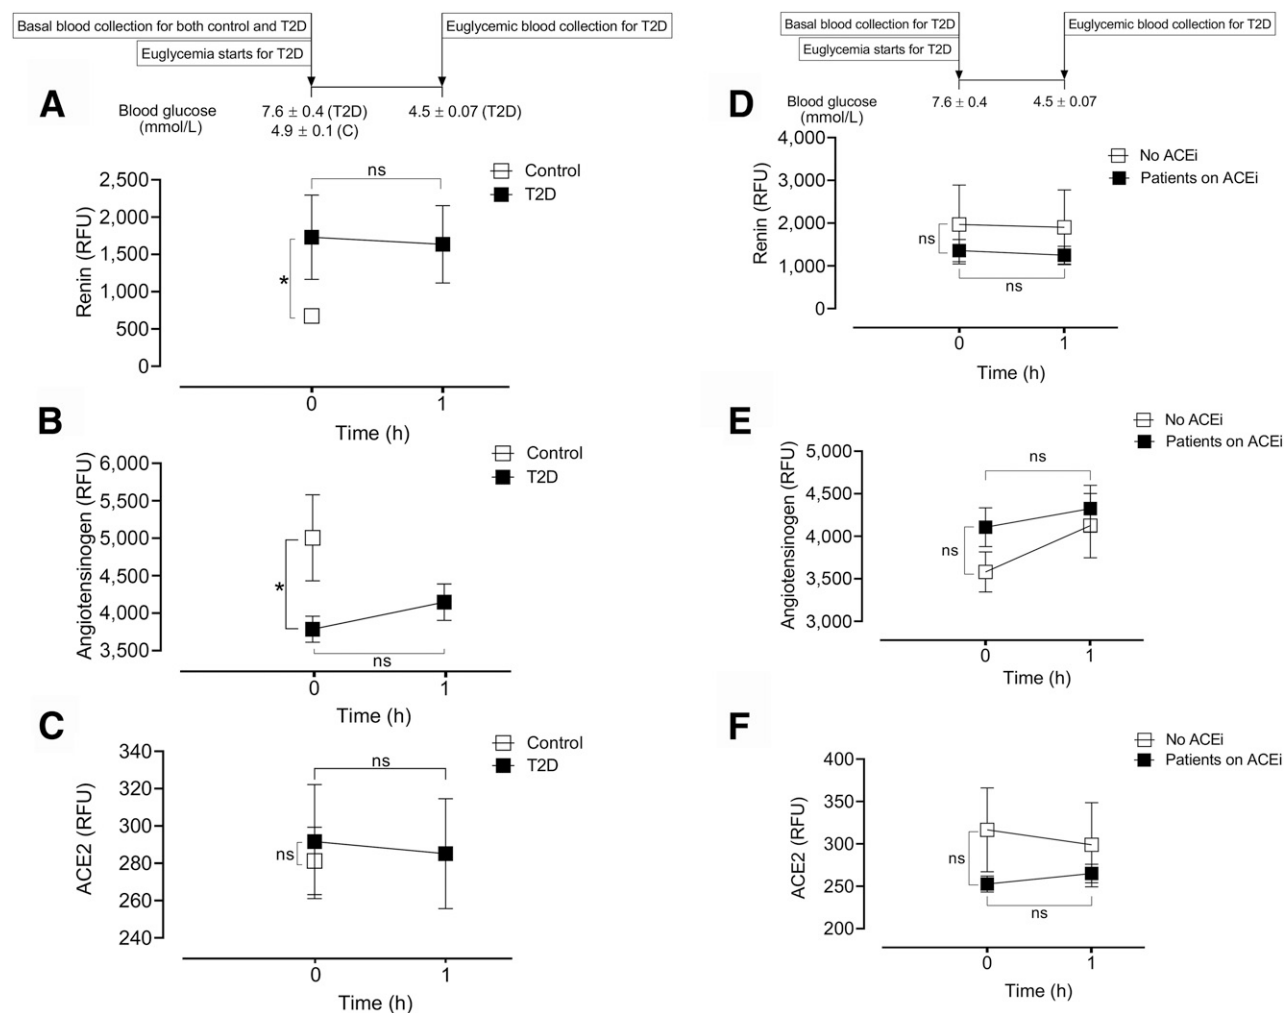 Basal blood collection for both control and T2D
Euglycemic blood collection for T2D
Euglycemia starts for T2D
A
Blood glucose
(mmol/L)
7.6 ± 0.4 (T2D)
4.9 ± 0.1 (C)
4.5 ± 0.07 (T2D)
ns
Control
T2D
Renin (RFU)
2,500
2,000
1,500
1,000
500
0
*
0
1
Time (h)
B
Control
T2D
Angiotensinogen (RFU)
6,000
5,500
5,000
4,500
4,000
3,500
*
ns
0
1
Time (h)
C
Control
T2D
ACE2 (RFU)
340
320
300
280
260
240
ns
ns
0
1
Time (h)
Basal blood collection for T2D
Euglycemic blood collection for T2D
Euglycemia starts for T2D
D
Blood glucose
(mmol/L)
7.6 ± 0.4
4.5 ± 0.07
No ACEi
Patients on ACEi
Renin (RFU)
4,000
3,000
2,000
1,000
0
ns
ns
0
1
Time (h)
E
No ACEi
Patients on ACEi
Angiotensinogen (RFU)
5,000
4,500
4,000
3,500
3,000
ns
ns
0
1
Time (h)
F
No ACEi
Patients on ACEi
ACE2 (RFU)
400
350
300
250
200
ns
ns
0
1
Time (h)